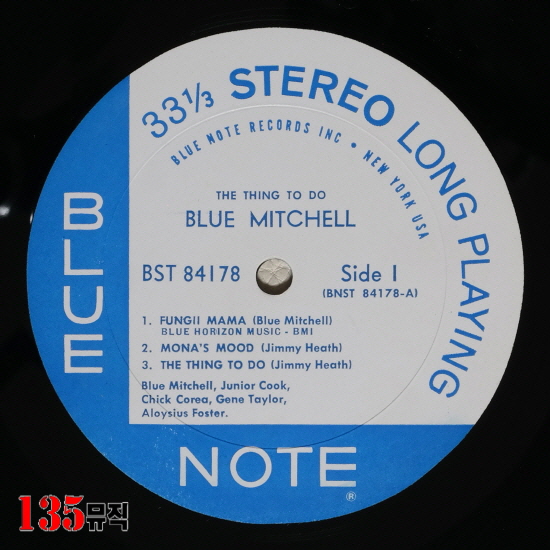 33 1/3 STEREO LONG PLAYING
BLUE NOTE RECORDS INC • NEW YORK USA
THE THING TO DO
BLUE MITCHELL
BST 84178
Side 1
(BNST 84178-A)
1. FUNGII MAMA (Blue Mitchell)
BLUE HORIZON MUSIC - BMI
2. MONA'S MOOD (Jimmy Heath)
3. THE THING TO DO (Jimmy Heath)
Blue Mitchell, Junior Cook,
Chick Corea, Gene Taylor,
Aloysius Foster.
BLUE
NOTE
®
135뮤직